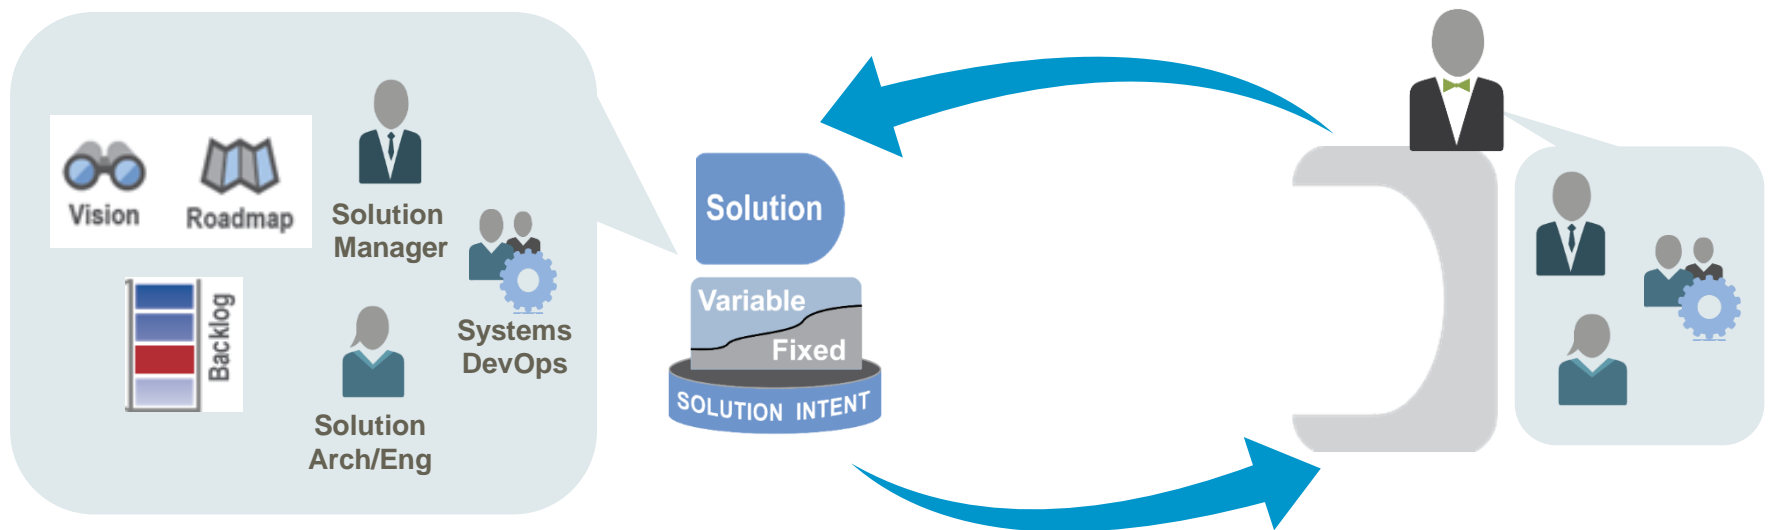 Vision
Roadmap
Solution
Manager
Backlog
Systems
DevOps
Solution
Arch/Eng
Solution
Variable
Fixed
SOLUTION INTENT